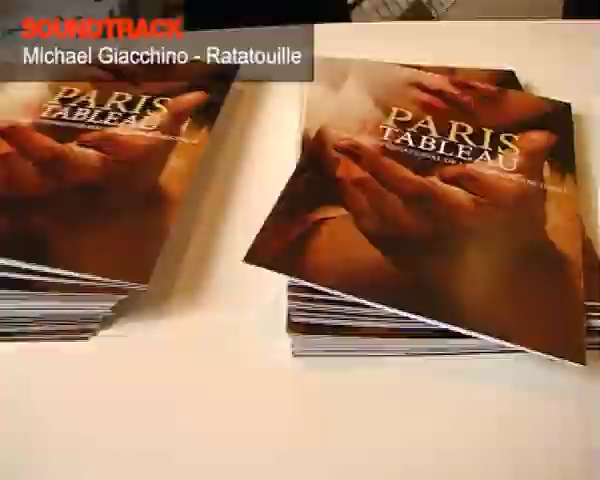 SOUNDTRACK
Michael Giacchino - Ratatouille
PARIS
TABLEAU
PARIS
TABLEAU